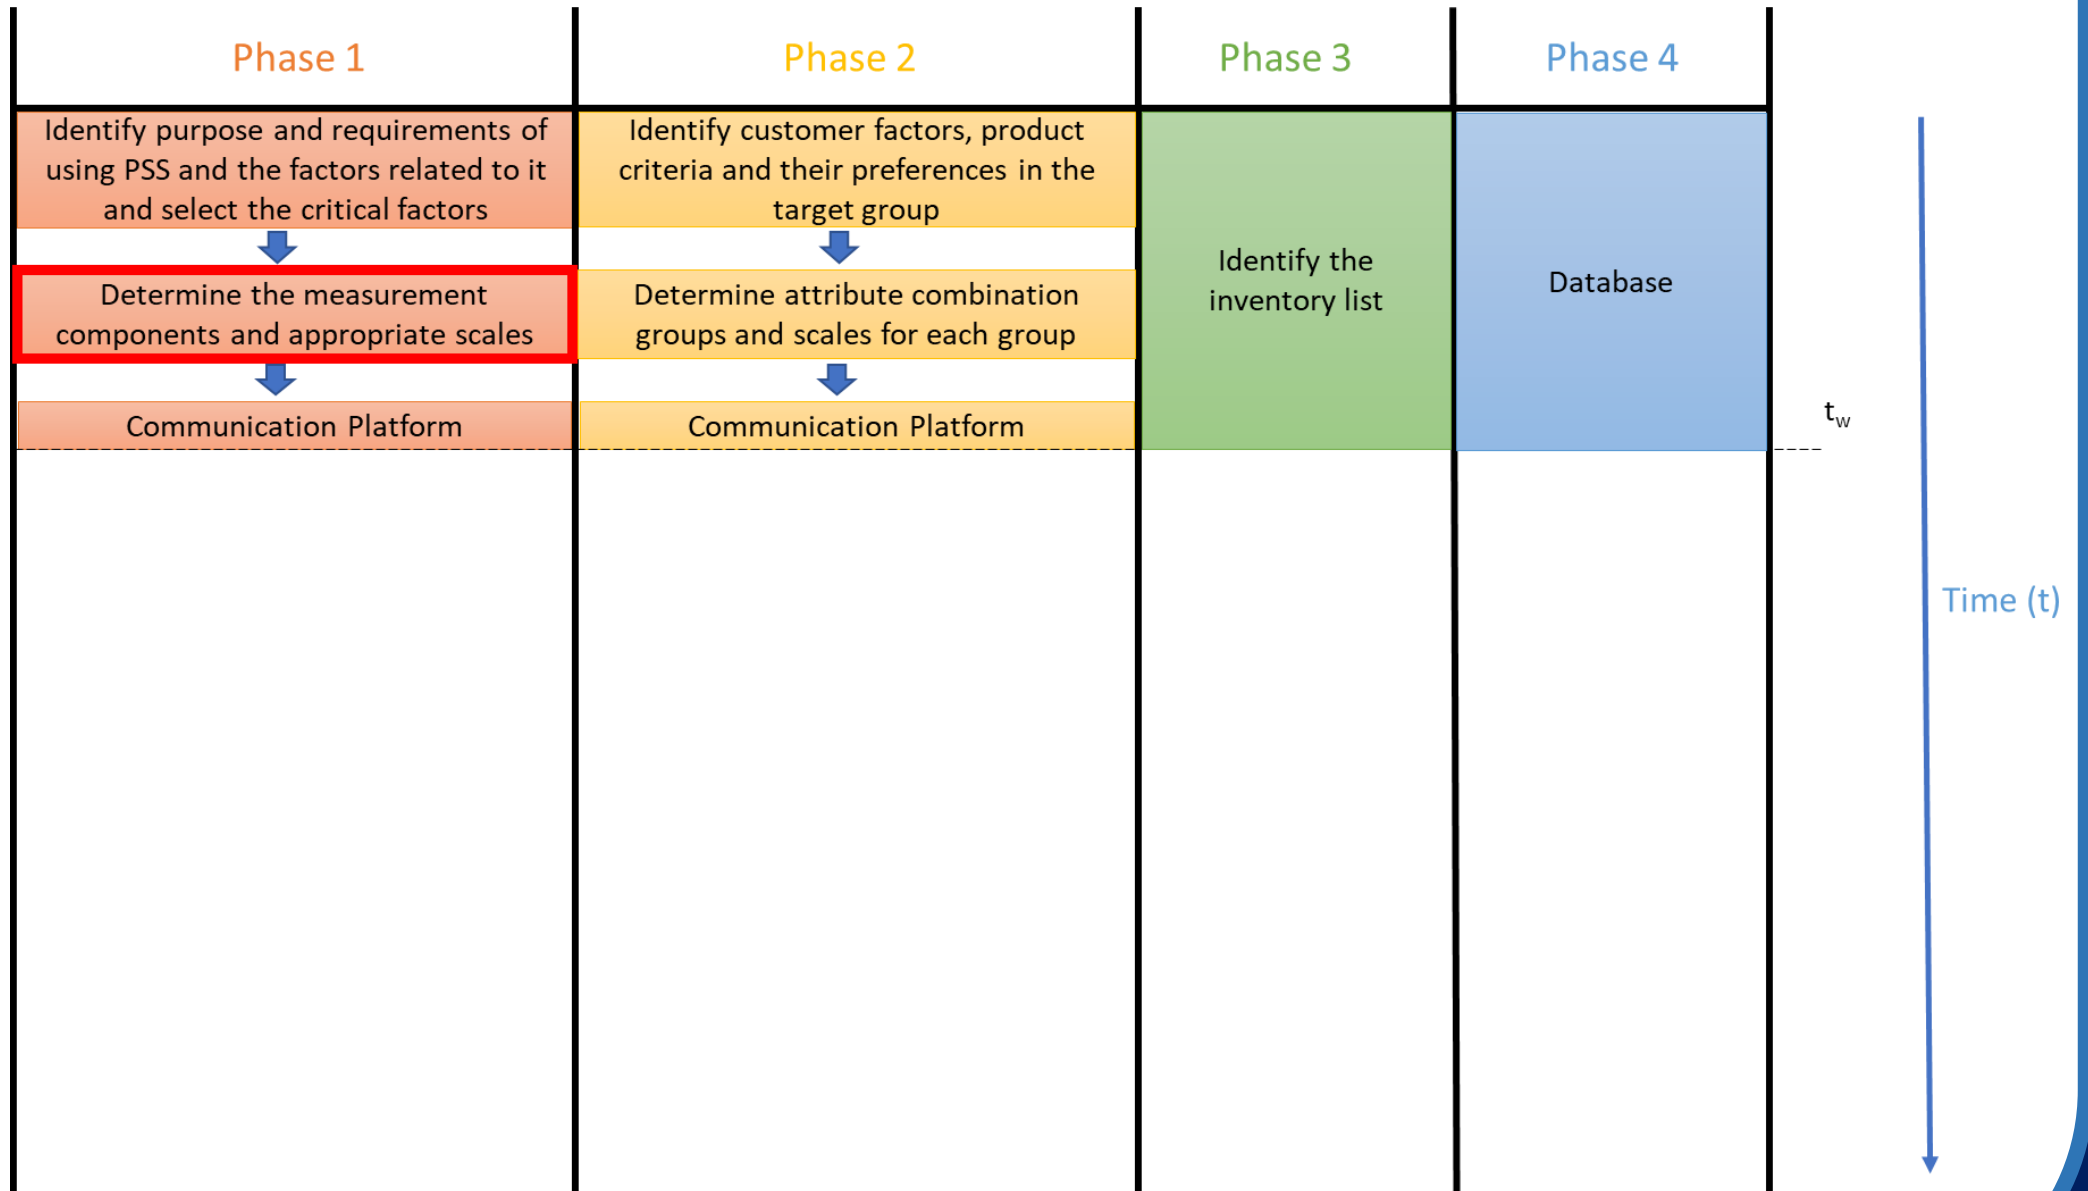 Phase 1
Phase 2
Phase 3
Phase 4
Identify purpose and requirements of
using PSS and the factors related to it
and select the critical factors
Identify customer factors, product
criteria and their preferences in the
target group
Determine the measurement
components and appropriate scales
Determine attribute combination
groups and scales for each group
Communication Platform
Communication Platform
Identify the
inventory list
Database
tw
Time (t)